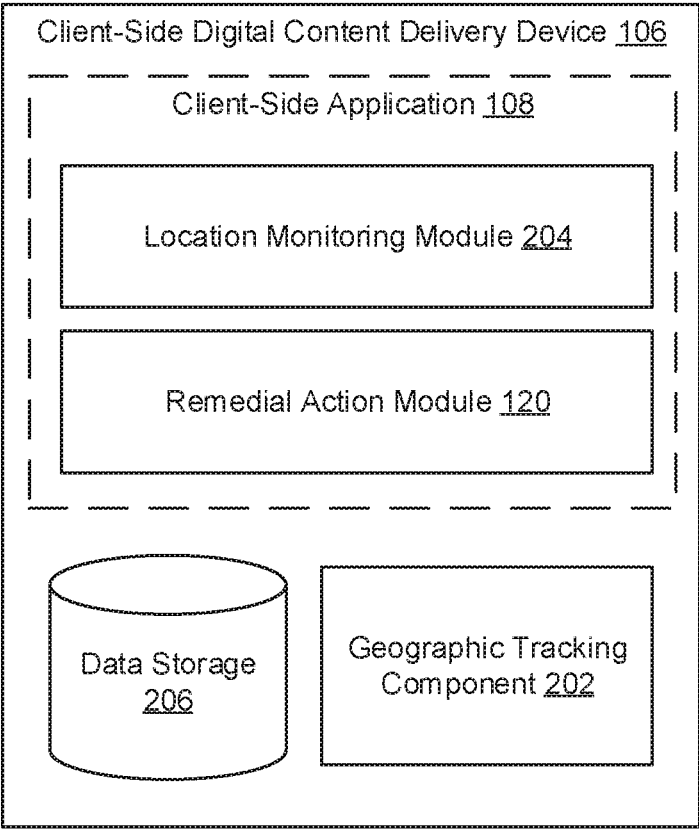 Client-Side Digital Content Delivery Device 106
Client-Side Application 108
Location Monitoring Module 204
Remedial Action Module 120
Data Storage
206
Geographic Tracking
Component 202